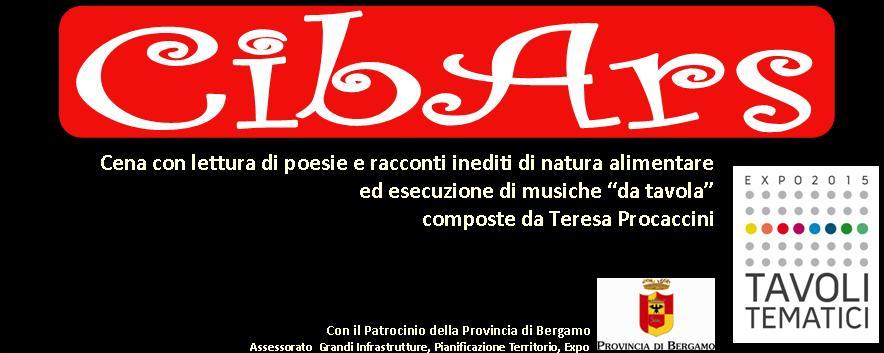 CibArs
Cena con lettura di poesie e racconti inediti di natura alimentare
ed esecuzione di musiche “da tavola”
composte da Teresa Procaccini
EXPO2015
TAVOLI
TEMATICI
Con il Patrocinio della Provincia di Bergamo
Assessorato Grandi Infrastrutture, Pianificazione Territorio, Expo
PROVINCIA DI BERGAMO